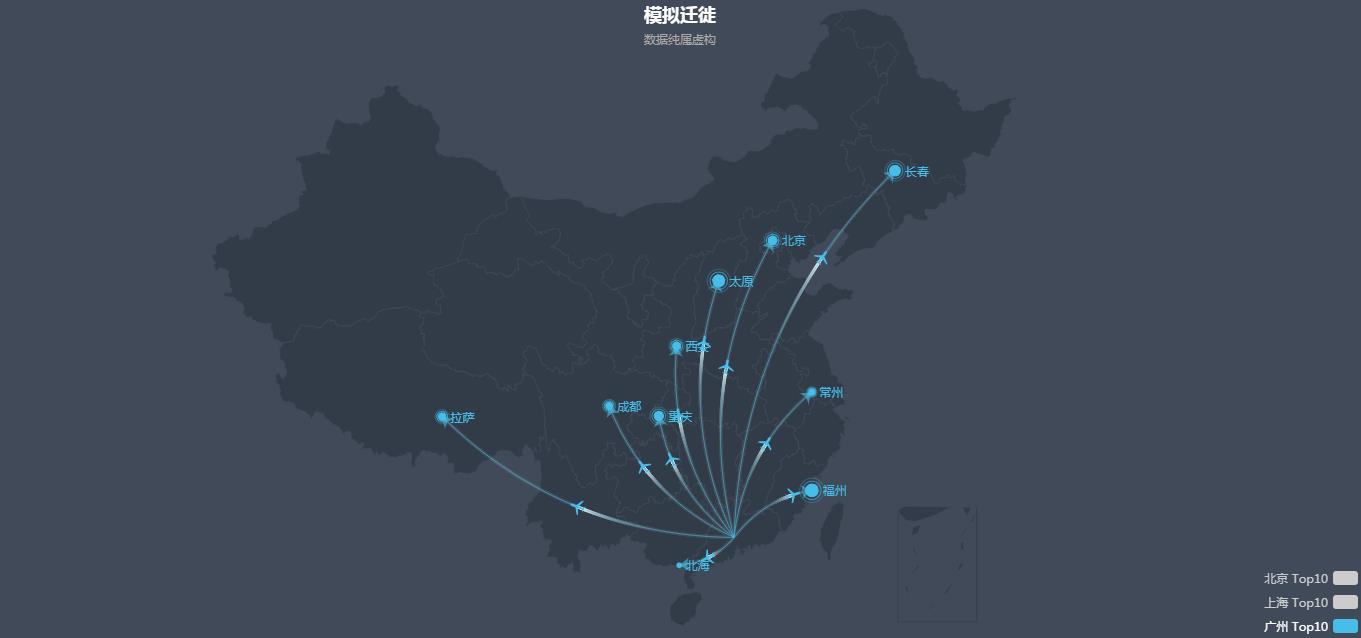 模拟迁徙
数据纯属虚构
长春
北京
太原
西安
常州
成都
重庆
拉萨
福州
北海
北京 Top10
上海 Top10
广州 Top10